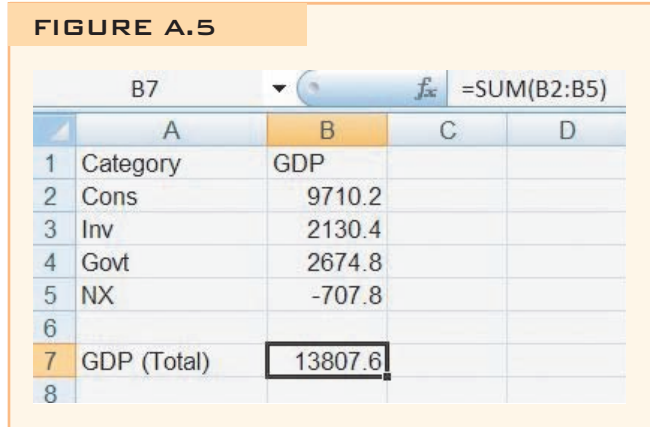 FIGURE A.5
B7 fx =SUM(B2:B5)
A B C D
1 Category GDP
2 Cons 9710.2
3 Inv 2130.4
4 Govt 2674.8
5 NX -707.8
6
7 GDP (Total) 13807.6
8